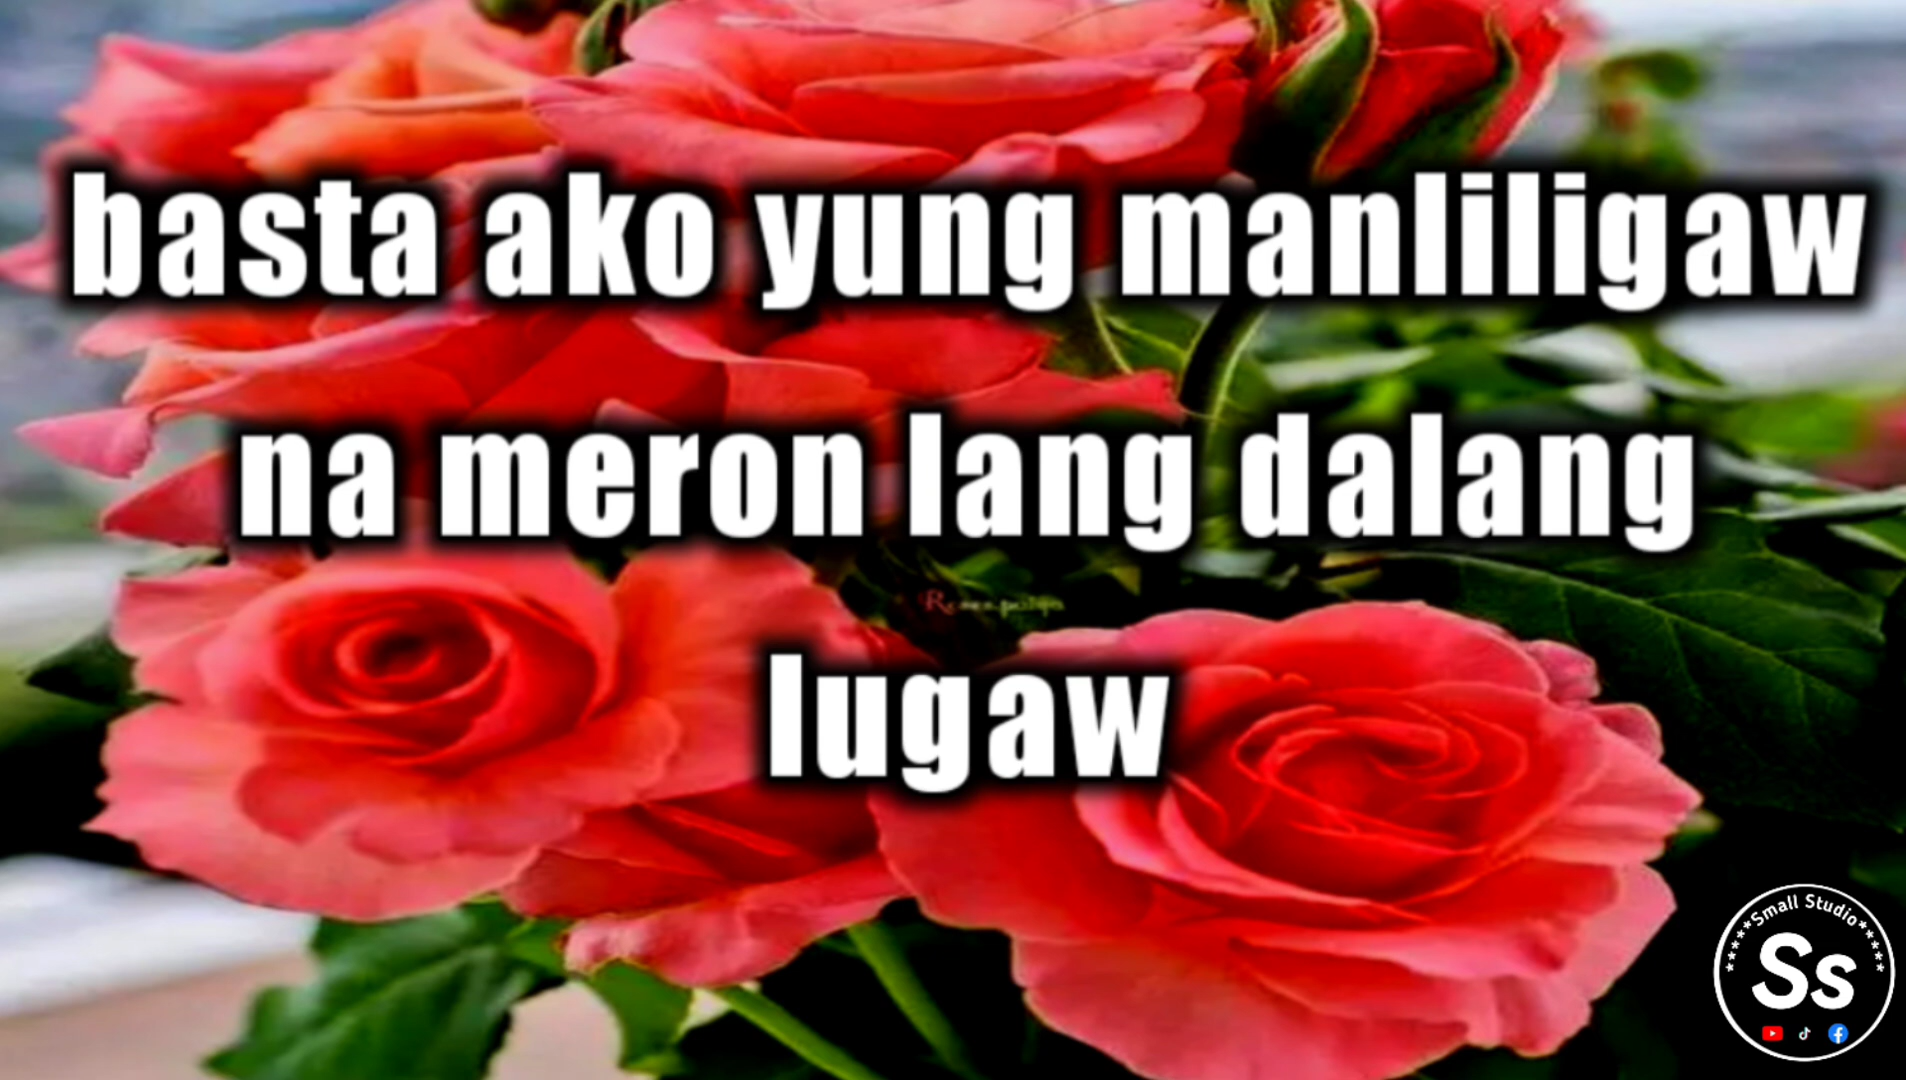 basta ako yung manliligaw
na meron lang dalang
lugaw
Small Studio
Ss